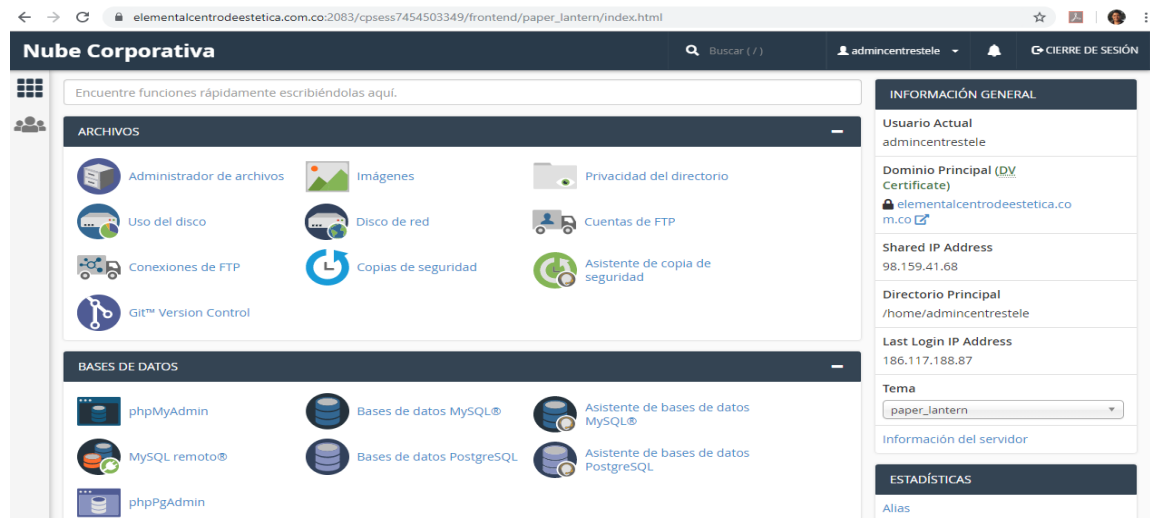 elementalcentrodeestetica.com.co:2083/cpsess7454503349/frontend/paper_lantern/index.html
Nube Corporativa
Buscar ( / )
admincentrestele
CIERRE DE SESIÓN
Encuentre funciones rápidamente escribiéndolas aquí.
ARCHIVOS
Administrador de archivos
Imágenes
Privacidad del directorio
Uso del disco
Disco de red
Cuentas de FTP
Conexiones de FTP
Copias de seguridad
Asistente de copia de
seguridad
Git™ Version Control
BASES DE DATOS
phpMyAdmin
Bases de datos MySQL®
Asistente de bases de datos
MySQL®
MySQL remoto®
Bases de datos PostgreSQL
Asistente de bases de datos
PostgreSQL
phpPgAdmin
INFORMACIÓN GENERAL
Usuario Actual
admincentrestele
Dominio Principal (DV
Certificate)
elementalcentrodeestetica.co
m.co
Shared IP Address
98.159.41.68
Directorio Principal
/home/admincentrestele
Last Login IP Address
186.117.188.87
Tema
paper_lantern
Información del servidor
ESTADÍSTICAS
Alias